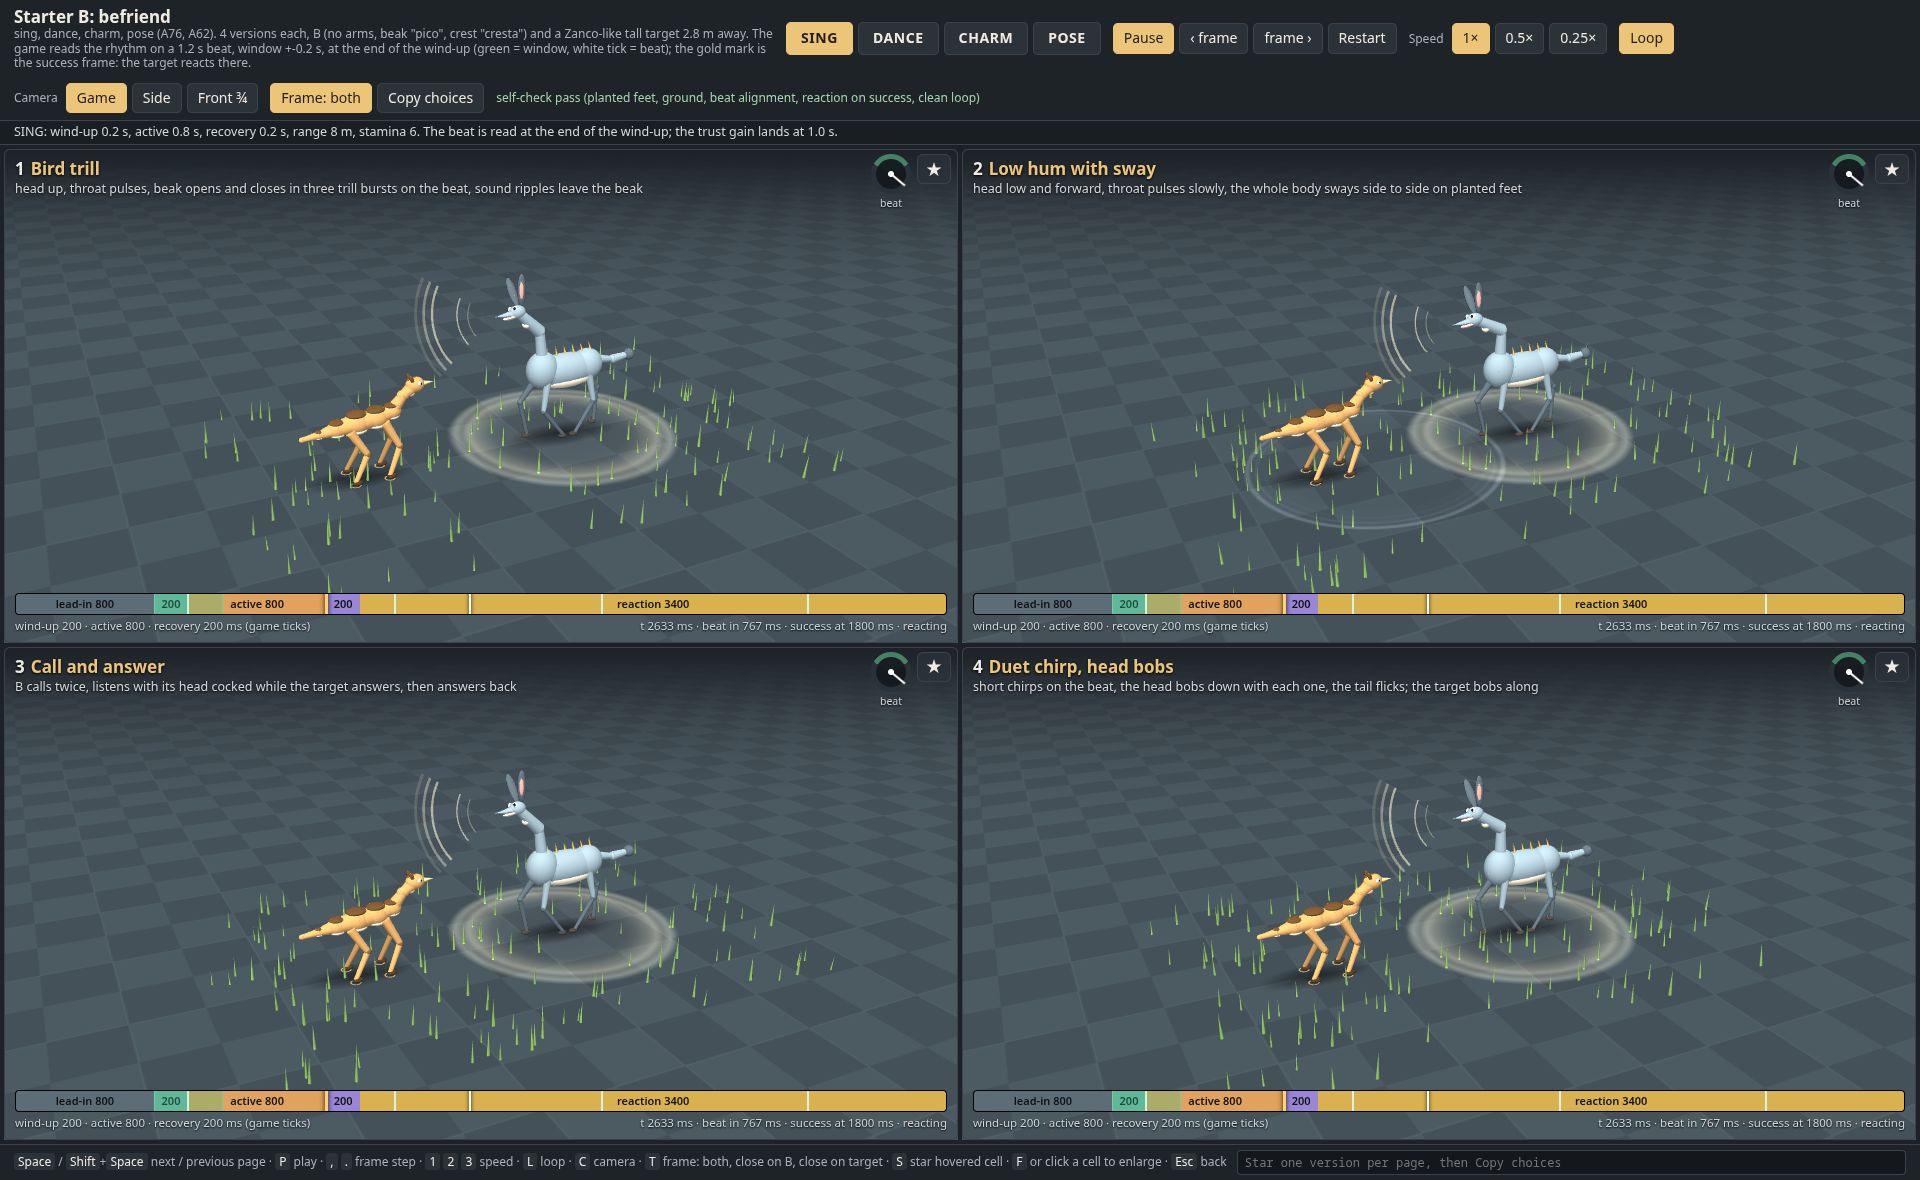 Starter B: befriend
sing, dance, charm, pose (A76, A62). 4 versions each, B (no arms, beak "pico", crest "cresta") and a Zanco-like tall target 2.8 m away. The
game reads the rhythm on a 1.2 s beat, window +-0.2 s, at the end of the wind-up (green = window, white tick = beat); the gold mark is
the success frame: the target reacts there.
SING DANCE CHARM POSE Pause ‹ frame frame › Restart Speed 1× 0.5× 0.25× Loop
Camera Game Side Front ¾ Frame: both Copy choices self-check pass (planted feet, ground, beat alignment, reaction on success, clean loop)
SING: wind-up 0.2 s, active 0.8 s, recovery 0.2 s, range 8 m, stamina 6. The beat is read at the end of the wind-up; the trust gain lands at 1.0 s.
1 Bird trill
head up, throat pulses, beak opens and closes in three trill bursts on the beat, sound ripples leave the beak
★
beat
lead-in 800 200 active 800 200 reaction 3400
wind-up 200 · active 800 · recovery 200 ms (game ticks) t 2633 ms · beat in 767 ms · success at 1800 ms · reacting
2 Low hum with sway
head low and forward, throat pulses slowly, the whole body sways side to side on planted feet
★
beat
lead-in 800 200 active 800 200 reaction 3400
wind-up 200 · active 800 · recovery 200 ms (game ticks) t 2633 ms · beat in 767 ms · success at 1800 ms · reacting
3 Call and answer
B calls twice, listens with its head cocked while the target answers, then answers back
★
beat
lead-in 800 200 active 800 200 reaction 3400
wind-up 200 · active 800 · recovery 200 ms (game ticks) t 2633 ms · beat in 767 ms · success at 1800 ms · reacting
4 Duet chirp, head bobs
short chirps on the beat, the head bobs down with each one, the tail flicks; the target bobs along
★
beat
lead-in 800 200 active 800 200 reaction 3400
wind-up 200 · active 800 · recovery 200 ms (game ticks) t 2633 ms · beat in 767 ms · success at 1800 ms · reacting
Space / Shift + Space next / previous page · P play · , . frame step · 1 2 3 speed · L loop · C camera · T frame: both, close on B, close on target · S star hovered cell · F or click a cell to enlarge · Esc back Star one version per page, then Copy choices